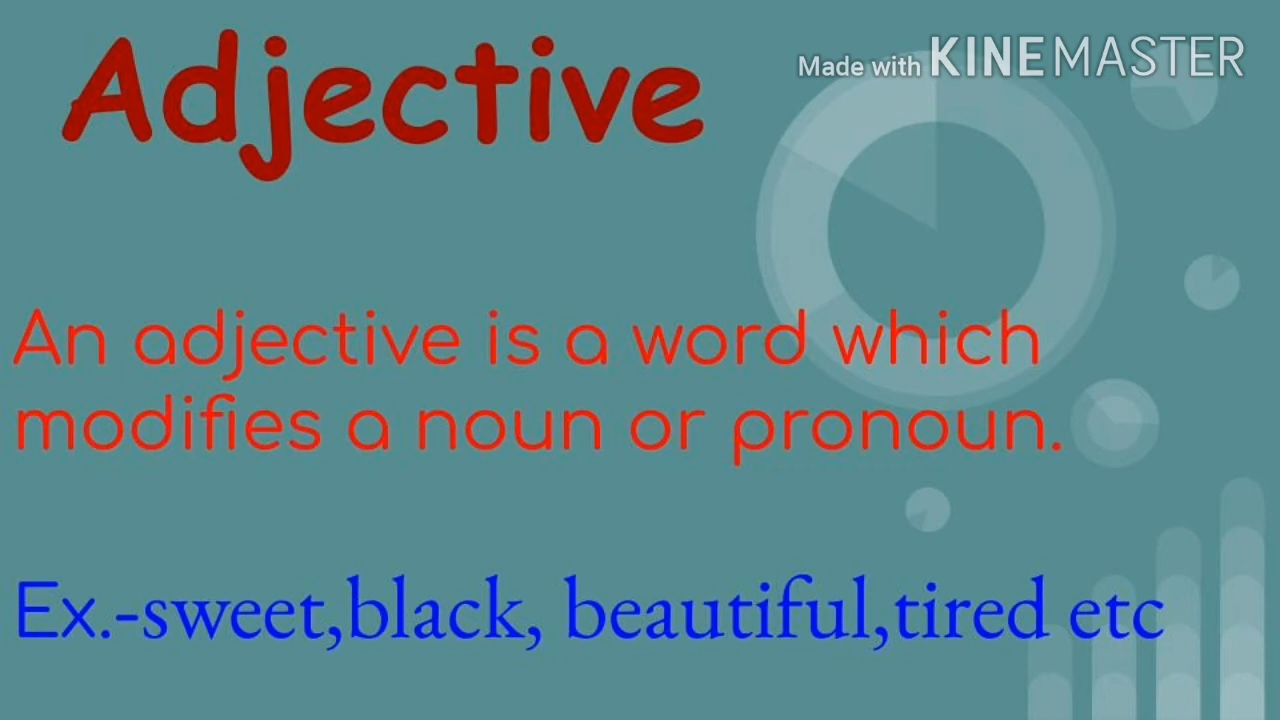 Adjective
Made with KINEMASTER
An adjective is a word which
modifies a noun or pronoun.
Ex.-sweet,black, beautiful,tired etc